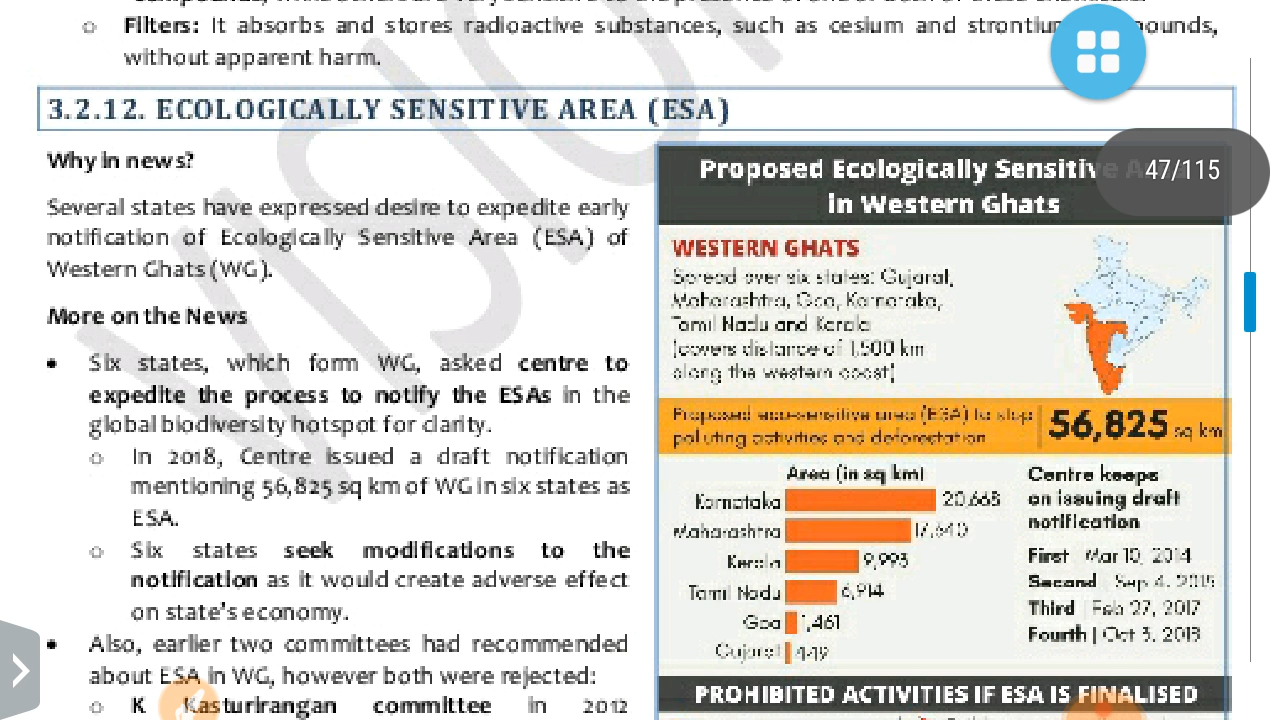 Filters: It absorbs and stores radioactive substances, such as cesium and
without apparent harm.
3.2.12. ECOLOGICALLY SENSITIVE AREA (ESA)
Why in news?
Several states have expressed desire to expedite early
notification of Ecologically Sensitive Area (ESA) of
Western Ghats (WG).
More on the News
• Six states, which form WG, asked centre to
expedite the process to notify the ESAs in the
global biodiversity hotspot for clarity.
o In 2018, Centre issued a draft notification
mentioning 56,825 sq km of WG in six states as
ESA.
o Six states seek modifications to the
notification as it would create adverse effect
on state's economy.
• Also, earlier two committees had recommended
about ESA in WG, however both were rejected:
o K Kasturirangan committee in 2012
47/115
Proposed Ecologically
in Western Ghats
WESTERN GHATS
Spread over six states: Gujarat,
Maharashtra, Goa, Karnataka,
Tamil Nadu and Kerala
(covers distance of 1,500 km
along the western coast)
Proposed eco-sensitive area (ESA) to stop
polluting activities and deforestation
56,825 sq km
Area (in sq km)
Karnataka 20,668
Maharashtra
Kerala
Tamil Nadu 6,914
Goa 1,461
Gujarat 449
Centre keeps
on issuing draft
notification
First | Mar 10, 2014
Second | Sep 4, 2015
Third | Feb 27, 2017
Fourth | Oct 3, 2018
PROHIBITED ACTIVITIES IF ESA IS FINALISED
VISION